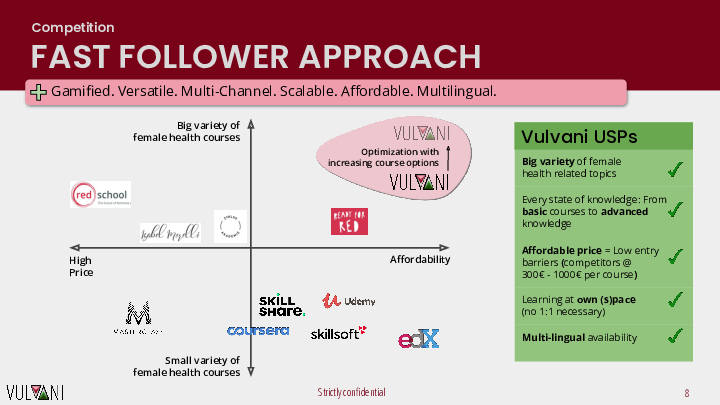 Competition
FAST FOLLOWER APPROACH
Gamified. Versatile. Multi-Channel. Scalable. Affordable. Multilingual.
Big variety of
female health courses
VULVANI
Optimization with
increasing course options
VULVANI
red school
Isabel Morelli
READY FOR
RED
High
Price
Affordability
SKILL
SHARE.
Udemy
MASTERCLASS
coursera
skillsoft
edX
Small variety of
female health courses
Vulvani USPs
Big variety of female
health related topics
Every state of knowledge: From
basic courses to advanced
knowledge
Affordable price = Low entry
barriers (competitors @
300€ - 1000€ per course)
Learning at own (s)pace
(no 1:1 necessary)
Multi-lingual availability
VULVANI
Strictly confidential
8